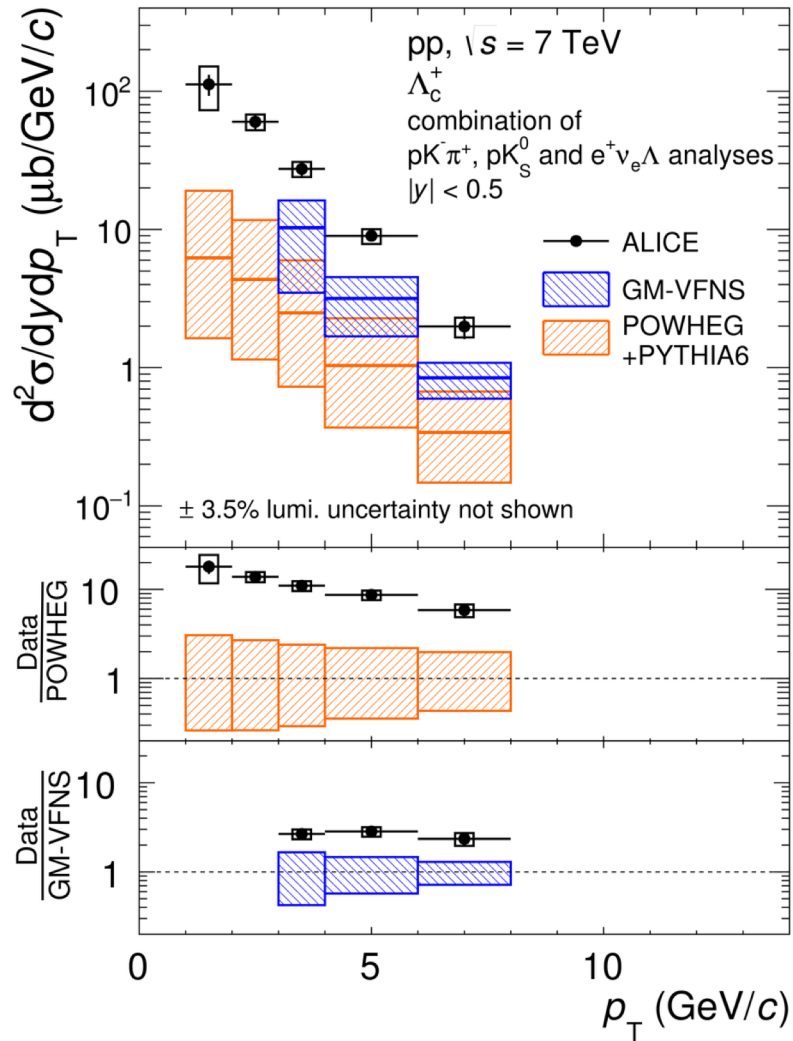 pp, √s = 7 TeV
Λc+
combination of
pK-π+, pK0S and e+νeΛ analyses
|y| < 0.5
ALICE
GM-VFNS
POWHEG
+PYTHIA6
d2σ/dydpT (μb/GeV/c)
10^2
10
1
10^-1
± 3.5% lumi. uncertainty not shown
Data
POWHEG
10
1
Data
GM-VFNS
10
1
0 5 10
pT (GeV/c)